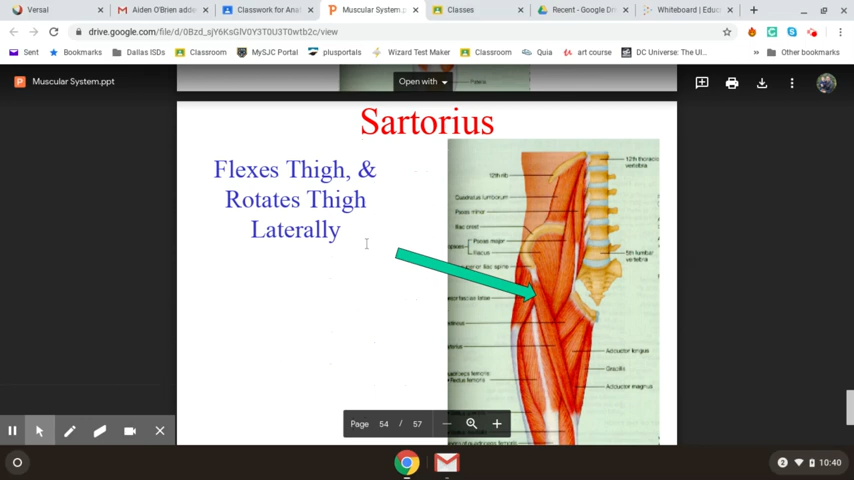 Versal
Aiden O'Brien adde
Classwork for Anat
Muscular System.p
Classes
Recent - Google Dri
Whiteboard | Educ
drive.google.com/file/d/0Bzd_sjY6KsGlV0Y3T0U3T0wtb2c/view
Sent
Bookmarks
Dallas ISDs
Classroom
MySJC Portal
plusportals
Wizard Test Maker
Classroom
Quia
art course
DC Universe: The Ul...
Other bookmarks
Muscular System.ppt
Open with
Sartorius
Flexes Thigh, &
Rotates Thigh
Laterally
12th rib
Quadratus lumborum
Psoas minor
Iliac crest
Psoas major
Iliacus
12th thoracic
vertebra
5th lumbar
vertebra
Adductor longus
Gracilis
Adductor magnus
Page 54 / 57
2
10:40